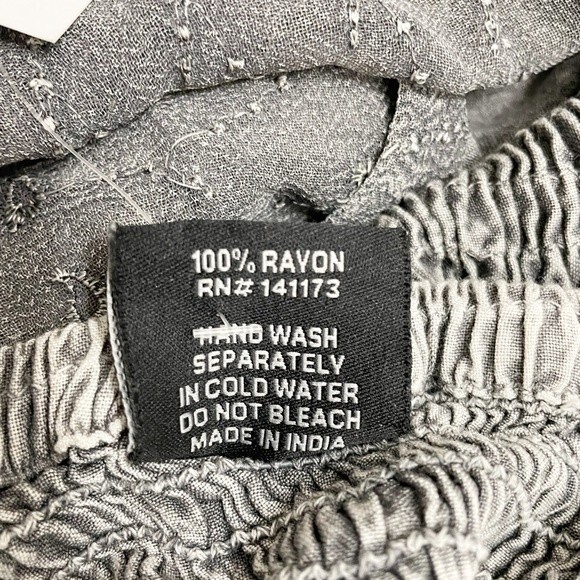 100% RAYON
RN# 141173
HAND WASH
SEPARATELY
IN COLD WATER
DO NOT BLEACH
MADE IN INDIA